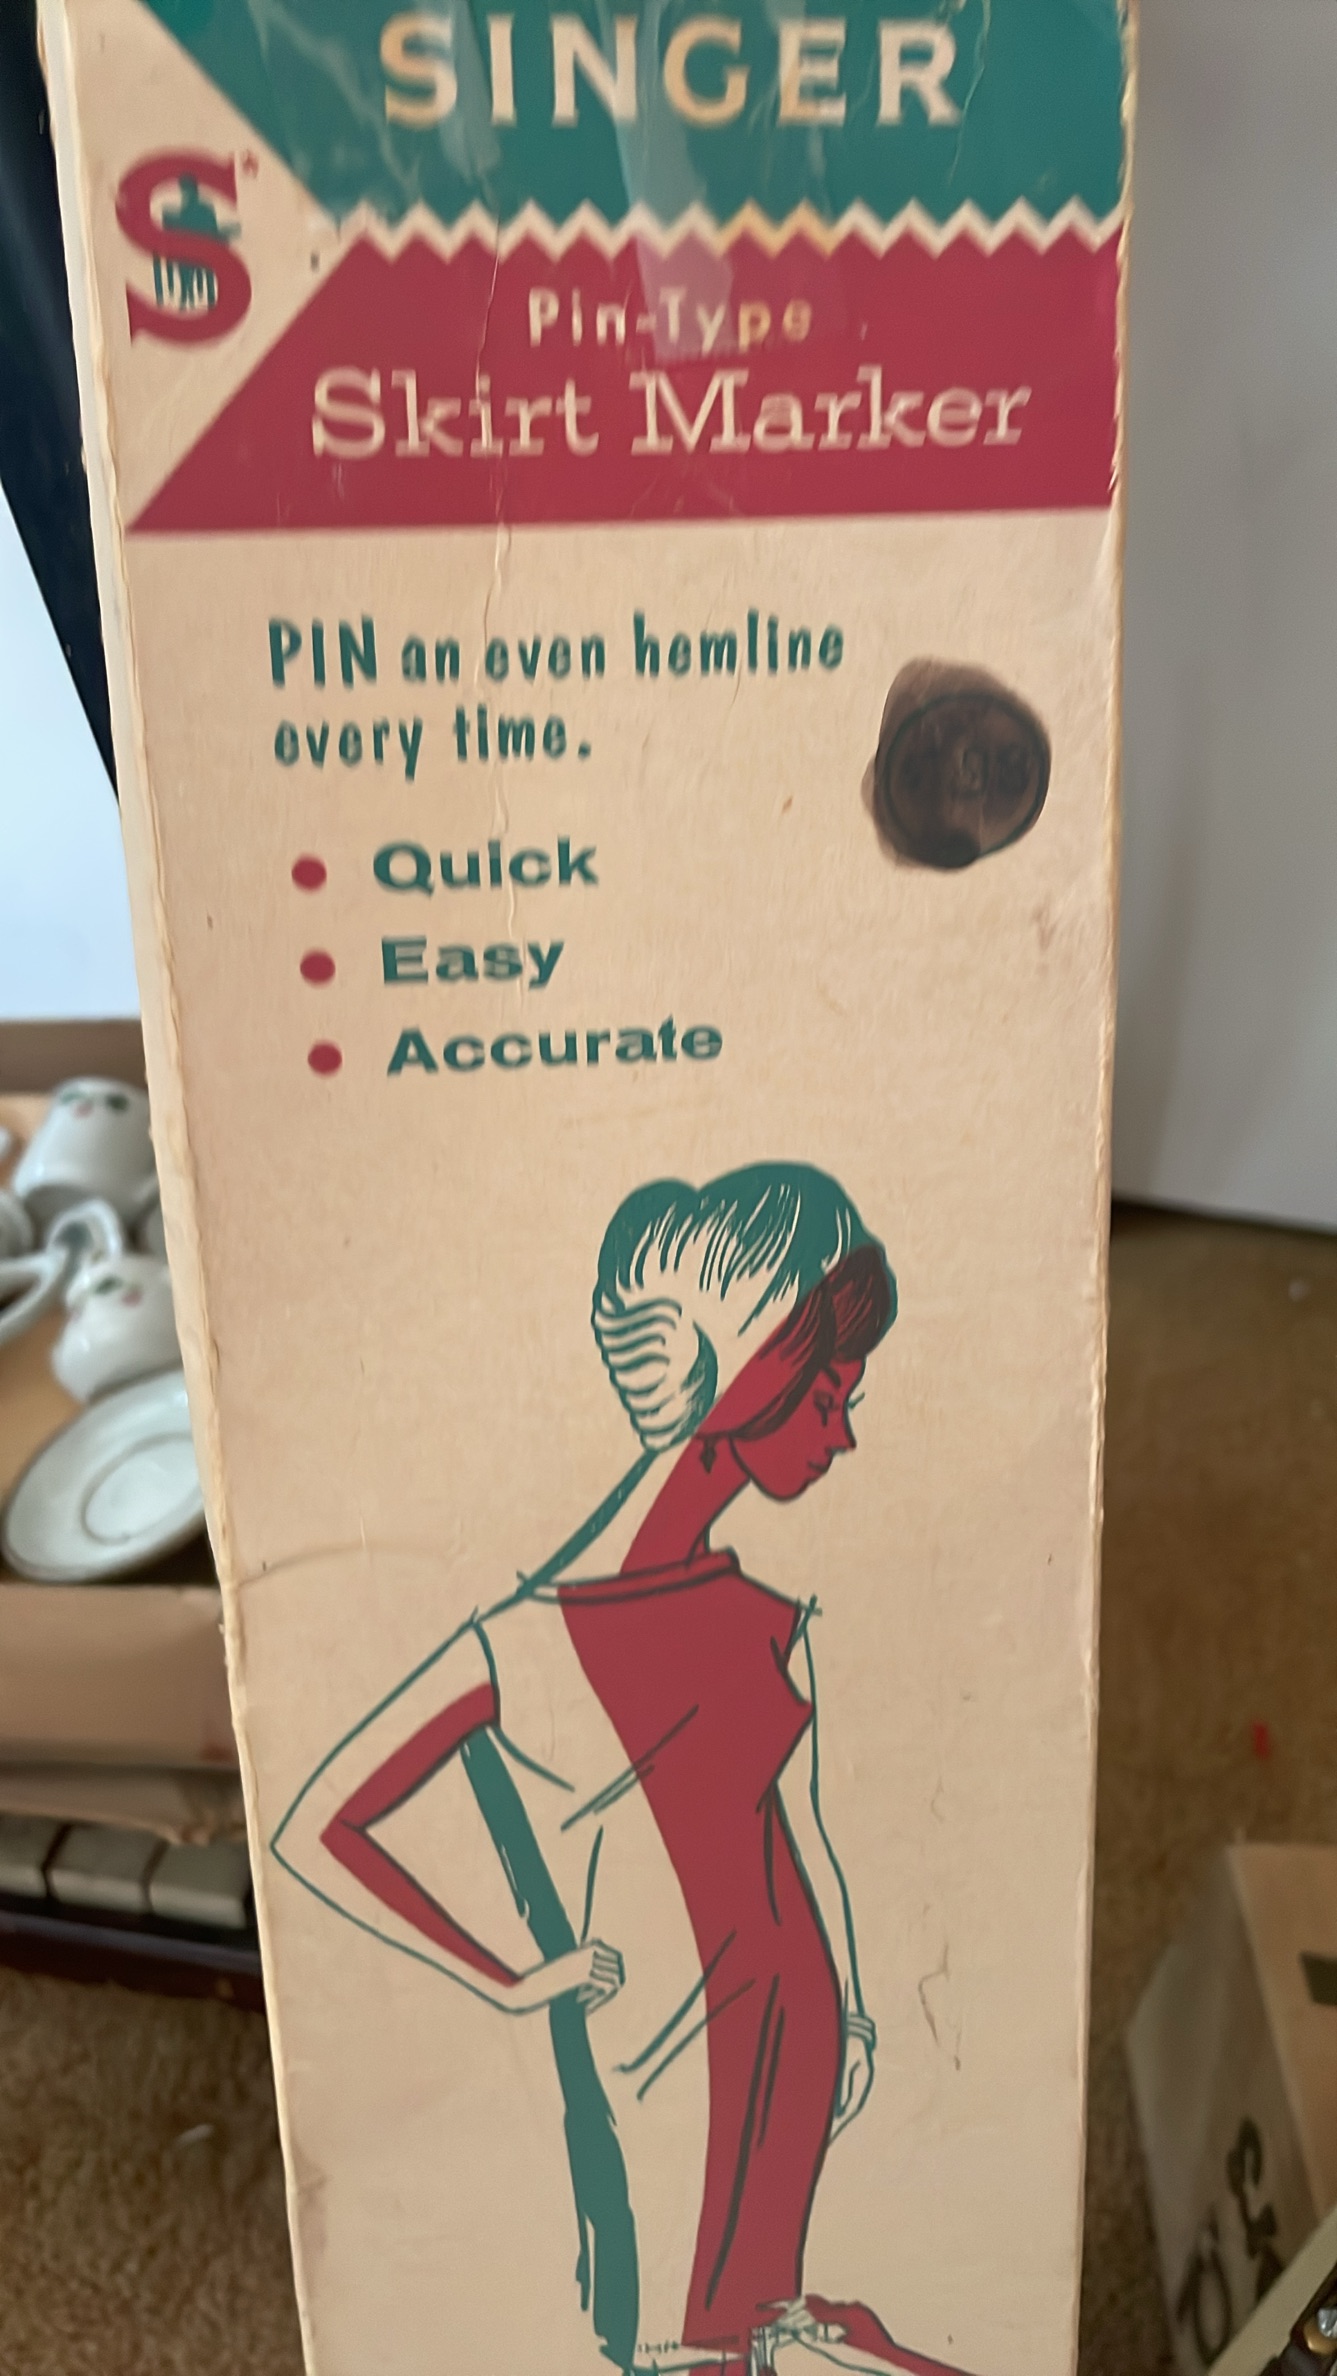 SINGER
S
Pin-Type
Skirt Marker
PIN an even hemline
every time.
• Quick
• Easy
• Accurate